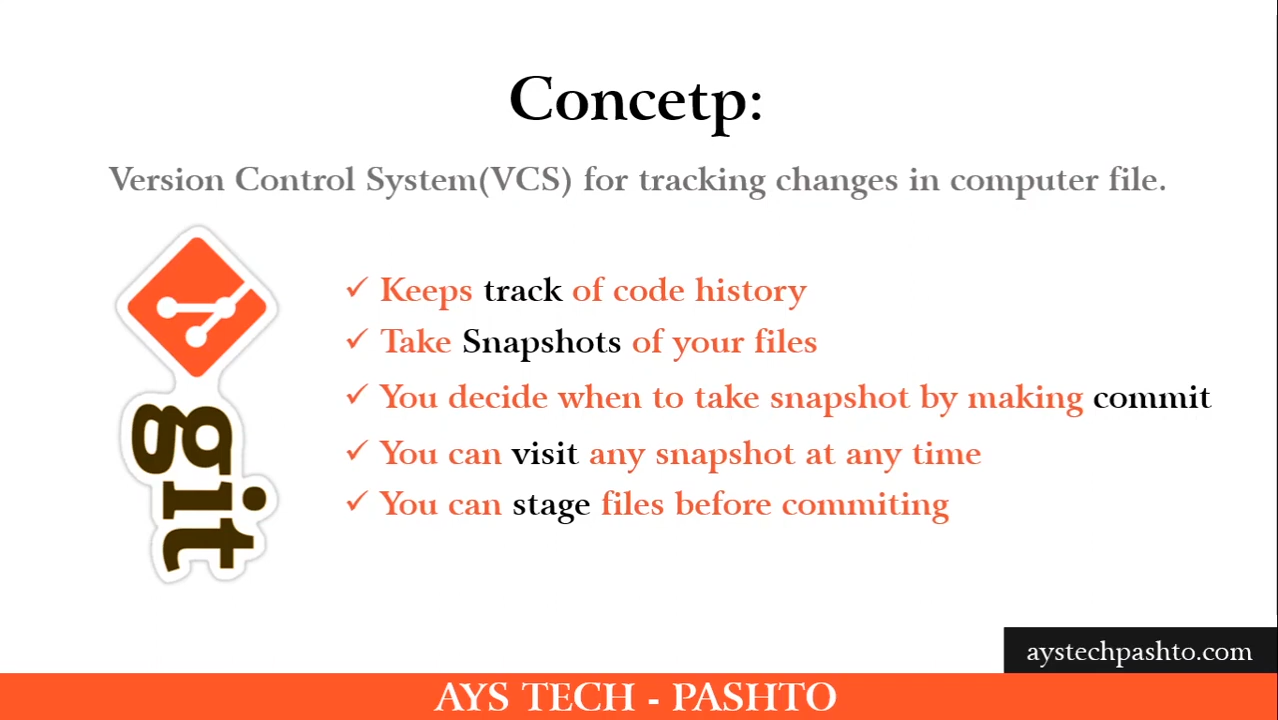 Concetp:
Version Control System(VCS) for tracking changes in computer file.
✓ Keeps track of code history
✓ Take Snapshots of your files
✓ You decide when to take snapshot by making commit
✓ You can visit any snapshot at any time
✓ You can stage files before commiting
git
aystechpashto.com
AYS TECH - PASHTO